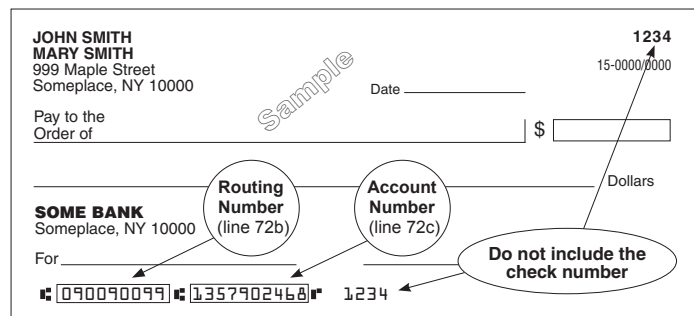 JOHN SMITH
MARY SMITH
999 Maple Street
Someplace, NY 10000
1234
15-0000/0000
Sample
Date
Pay to the
Order of
$
Dollars
SOME BANK
Someplace, NY 10000
Routing
Number
(line 72b)
Account
Number
(line 72c)
For
Do not include the
check number
⑆090090099⑆ 1357902468⑈ 1234